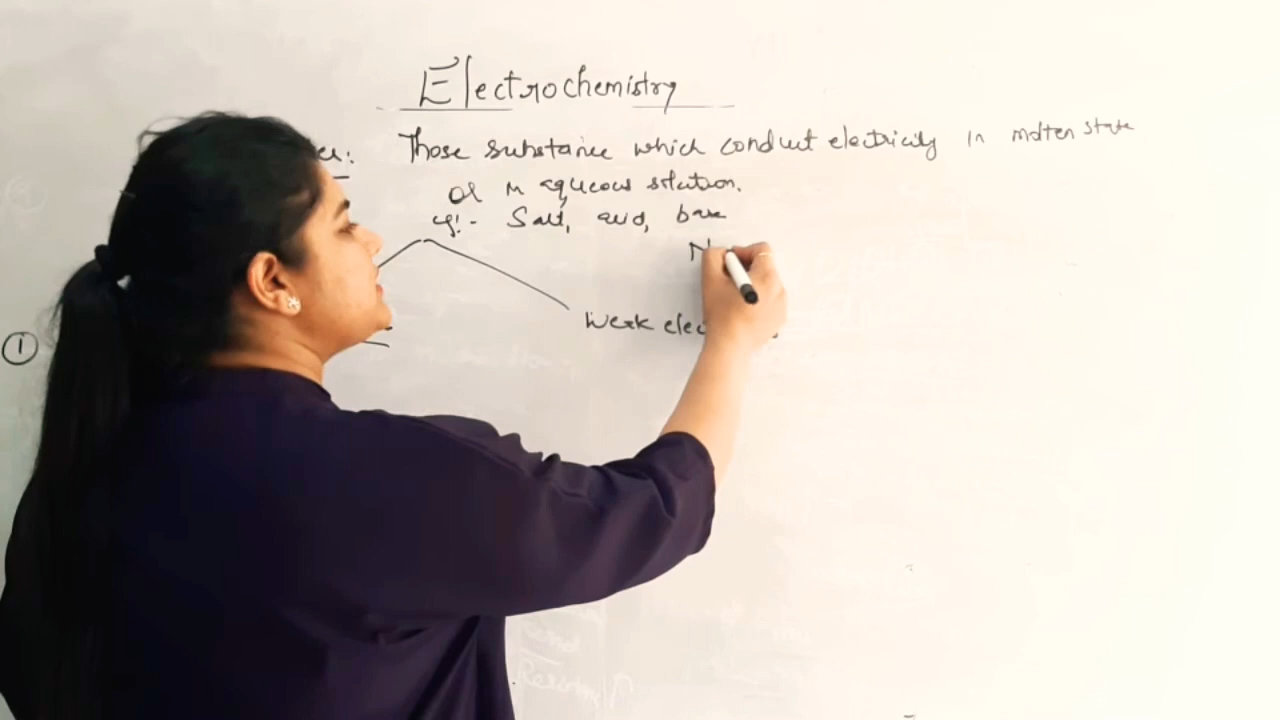 Electrochemistry
Those substance which conduct electricity in molten state
or in aqueous solution.
eg:- Salt, acid, base
N
Weak elec
①